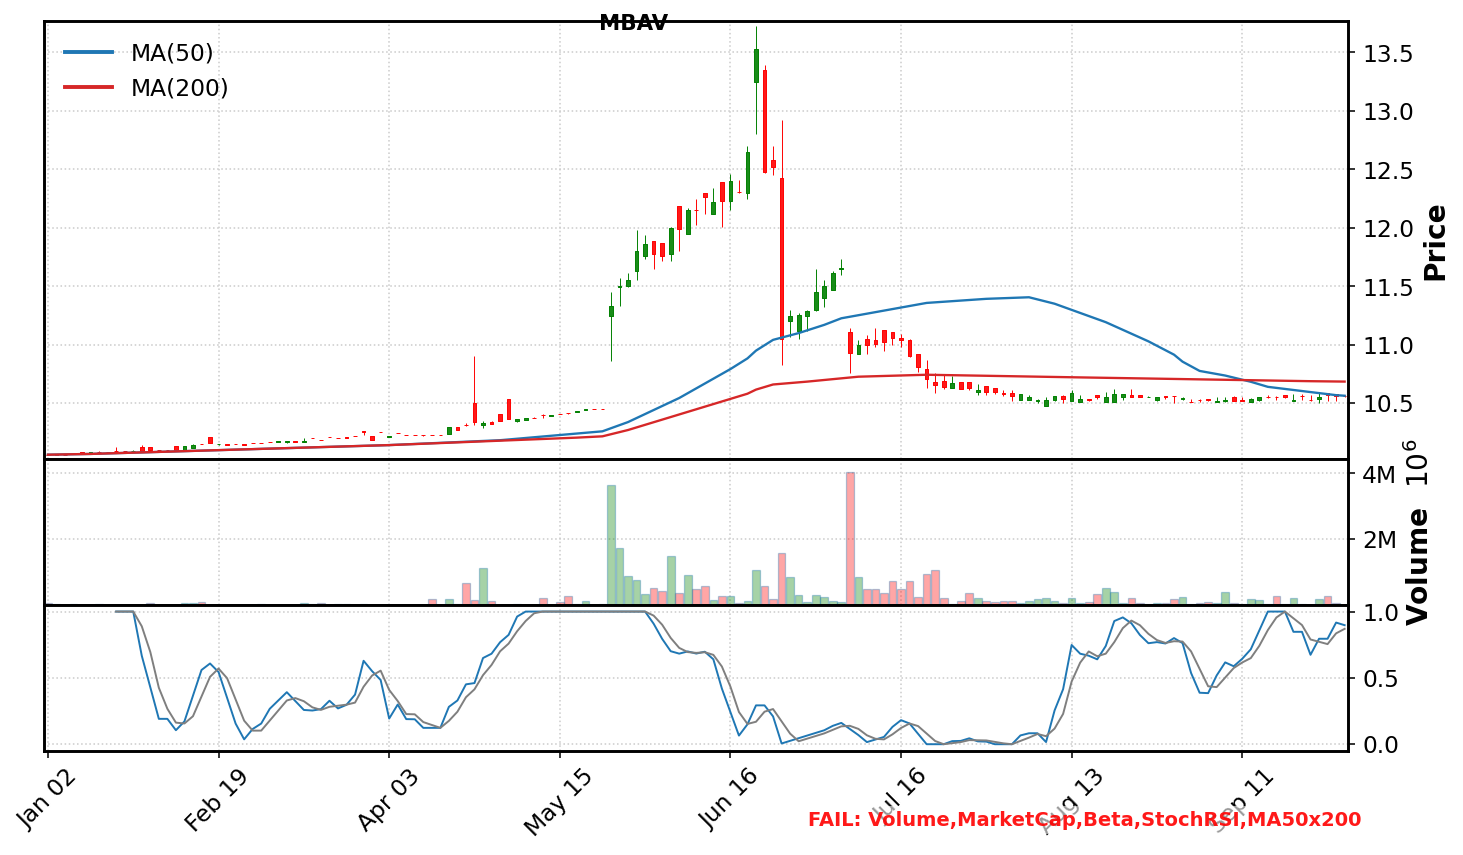 MBAV
MA(50)
MA(200)
13.5
13.0
12.5
12.0
11.5
11.0
10.5
Price
4M
2M
Volume 10⁶
1.0
0.5
0.0
Jan 02
Feb 19
Apr 03
May 15
Jun 16
Jul 16
Aug 13
Sep 11
FAIL: Volume,MarketCap,Beta,StochRSI,MA50x200